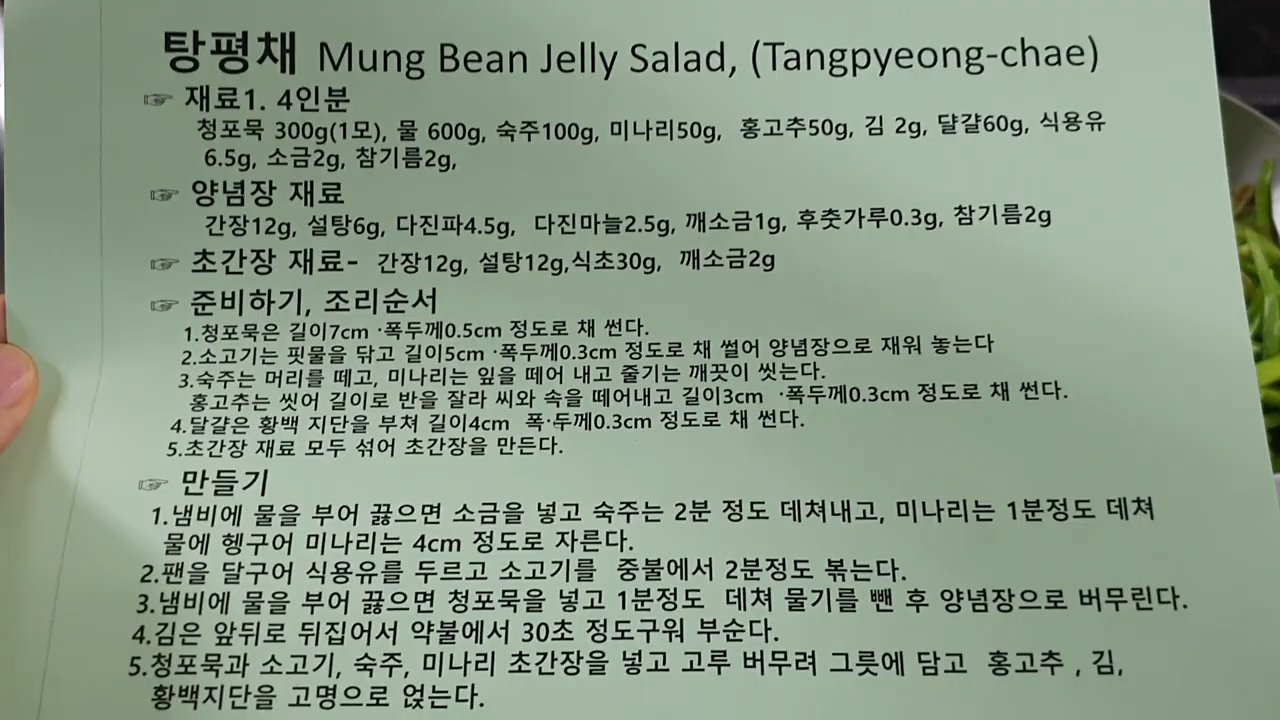 탕평채 Mung Bean Jelly Salad, (Tangpyeong-chae)
☞ 재료1. 4인분
청포묵 300g(1모), 물 600g, 숙주100g, 미나리50g, 홍고추50g, 김 2g, 달걀60g, 식용유
6.5g, 소금2g, 참기름2g,
☞ 양념장 재료
간장12g, 설탕6g, 다진파4.5g, 다진마늘2.5g, 깨소금1g, 후춧가루0.3g, 참기름2g
☞ 초간장 재료- 간장12g, 설탕12g,식초30g, 깨소금2g
☞ 준비하기, 조리순서
1.청포묵은 길이7cm ·폭두께0.5cm 정도로 채 썬다.
2.소고기는 핏물을 닦고 길이5cm ·폭두께0.3cm 정도로 채 썰어 양념장으로 재워 놓는다
3.숙주는 머리를 떼고, 미나리는 잎을 떼어 내고 줄기는 깨끗이 씻는다.
홍고추는 씻어 길이로 반을 잘라 씨와 속을 떼어내고 길이3cm ·폭두께0.3cm 정도로 채 썬다.
4.달걀은 황백 지단을 부쳐 길이4cm 폭·두께0.3cm 정도로 채 썬다.
5.초간장 재료 모두 섞어 초간장을 만든다.
☞ 만들기
1.냄비에 물을 부어 끓으면 소금을 넣고 숙주는 2분 정도 데쳐내고, 미나리는 1분정도 데쳐
물에 헹구어 미나리는 4cm 정도로 자른다.
2.팬을 달구어 식용유를 두르고 소고기를 중불에서 2분정도 볶는다.
3.냄비에 물을 부어 끓으면 청포묵을 넣고 1분정도 데쳐 물기를 뺀 후 양념장으로 버무린다.
4.김은 앞뒤로 뒤집어서 약불에서 30초 정도구워 부순다.
5.청포묵과 소고기, 숙주, 미나리 초간장을 넣고 고루 버무려 그릇에 담고 홍고추 , 김,
황백지단을 고명으로 얹는다.